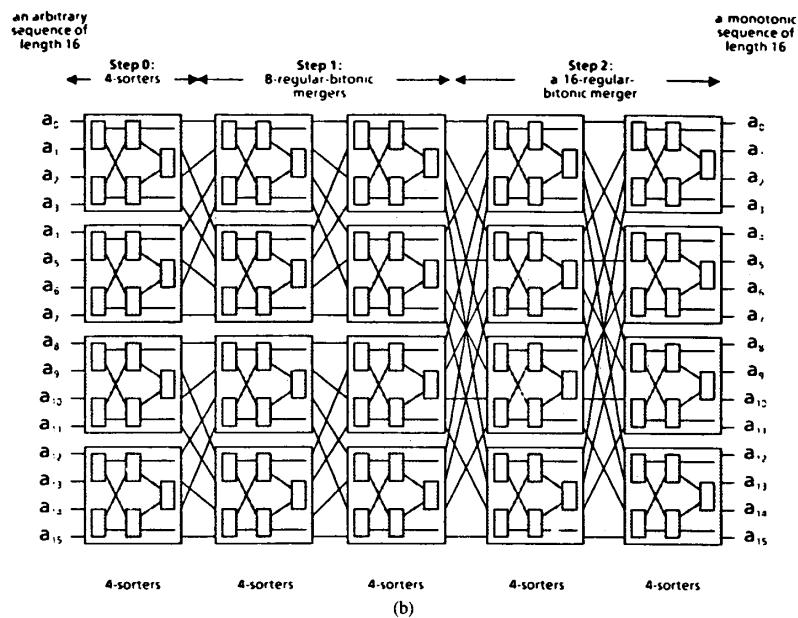 an arbitrary
sequence of
length 16
Step 0:
4-sorters
Step 1:
8-regular-bitonic
mergers
Step 2:
a 16-regular-
bitonic merger
a monotonic
sequence of
length 16
a0
a1
a2
a3
a1
a5
a6
a7
a8
a9
a10
a11
a12
a13
a14
a15
a0
a1
a2
a3
a4
a5
a6
a7
a8
a9
a10
a11
a12
a13
a14
a15
4-sorters 4-sorters 4-sorters 4-sorters 4-sorters
(b)